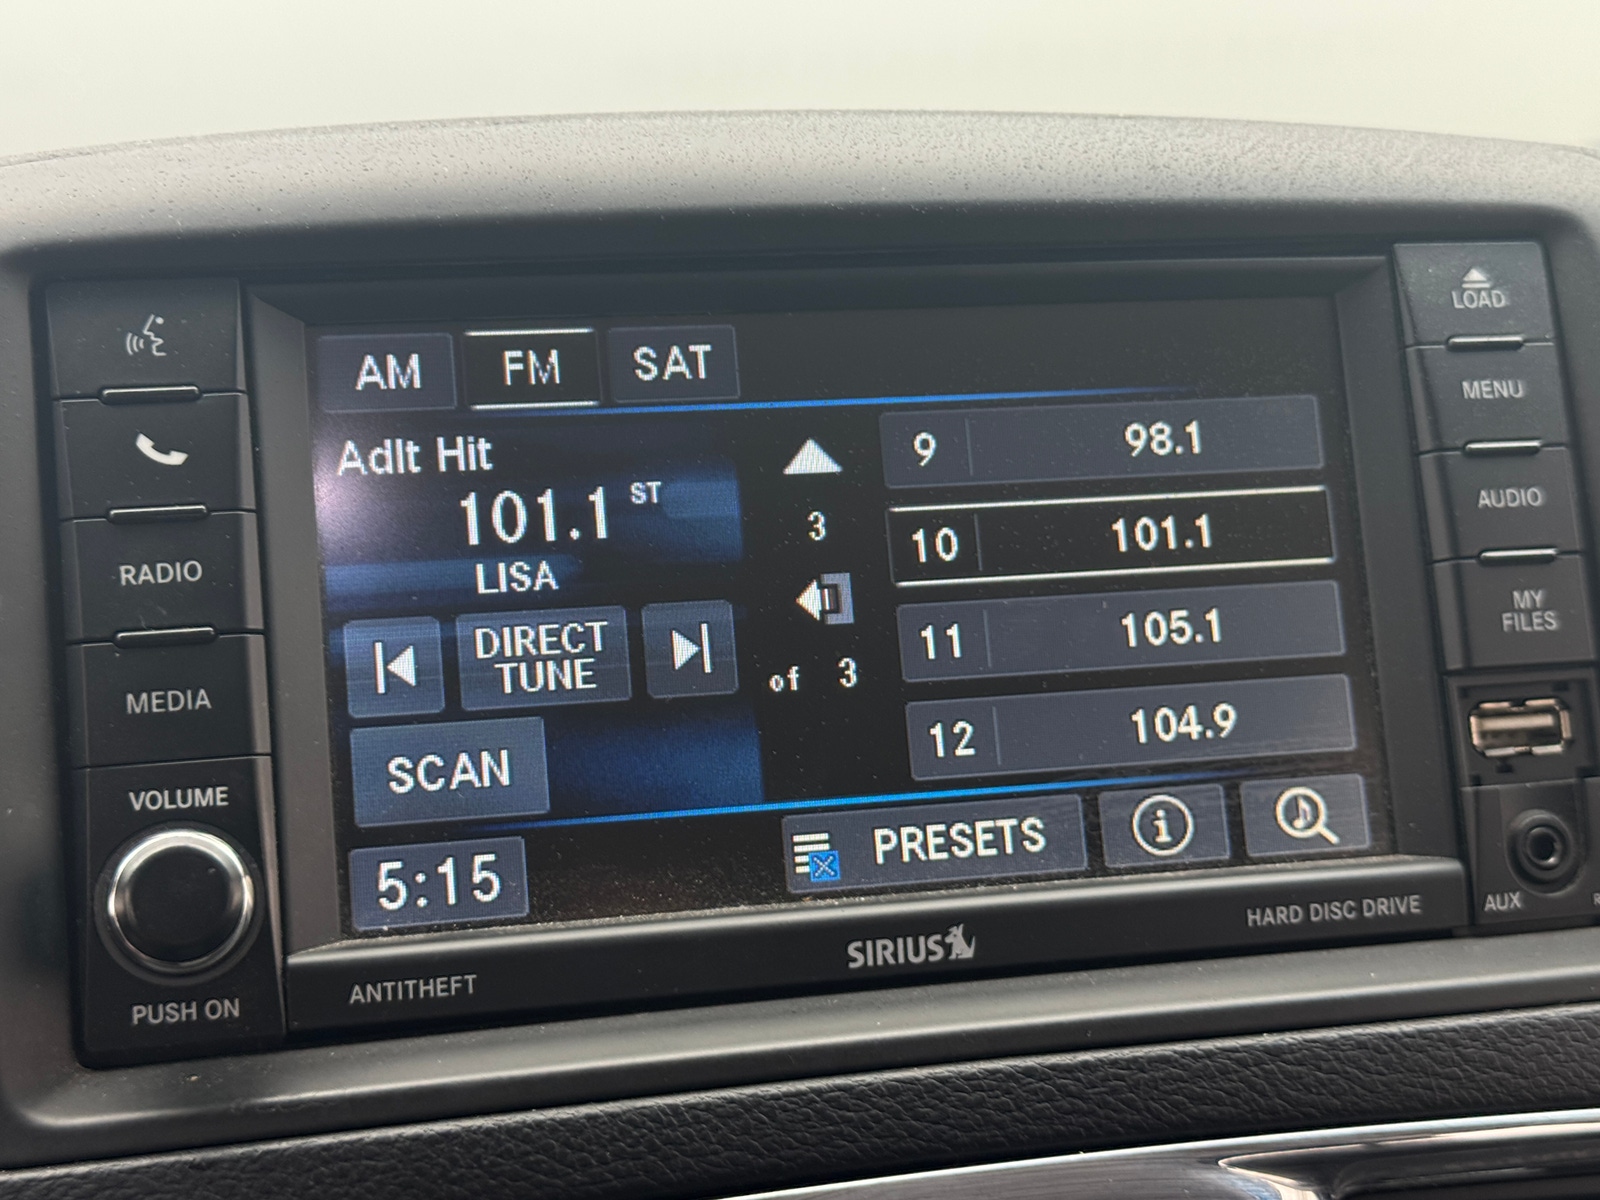 AM
FM
SAT
Adlt Hit
101.1 ST
LISA
DIRECT
TUNE
SCAN
5:15
3
of 3
9 98.1
10 101.1
11 105.1
12 104.9
PRESETS
RADIO
MEDIA
VOLUME
PUSH ON
LOAD
MENU
AUDIO
MY
FILES
AUX
ANTITHEFT
SIRIUS
HARD DISC DRIVE